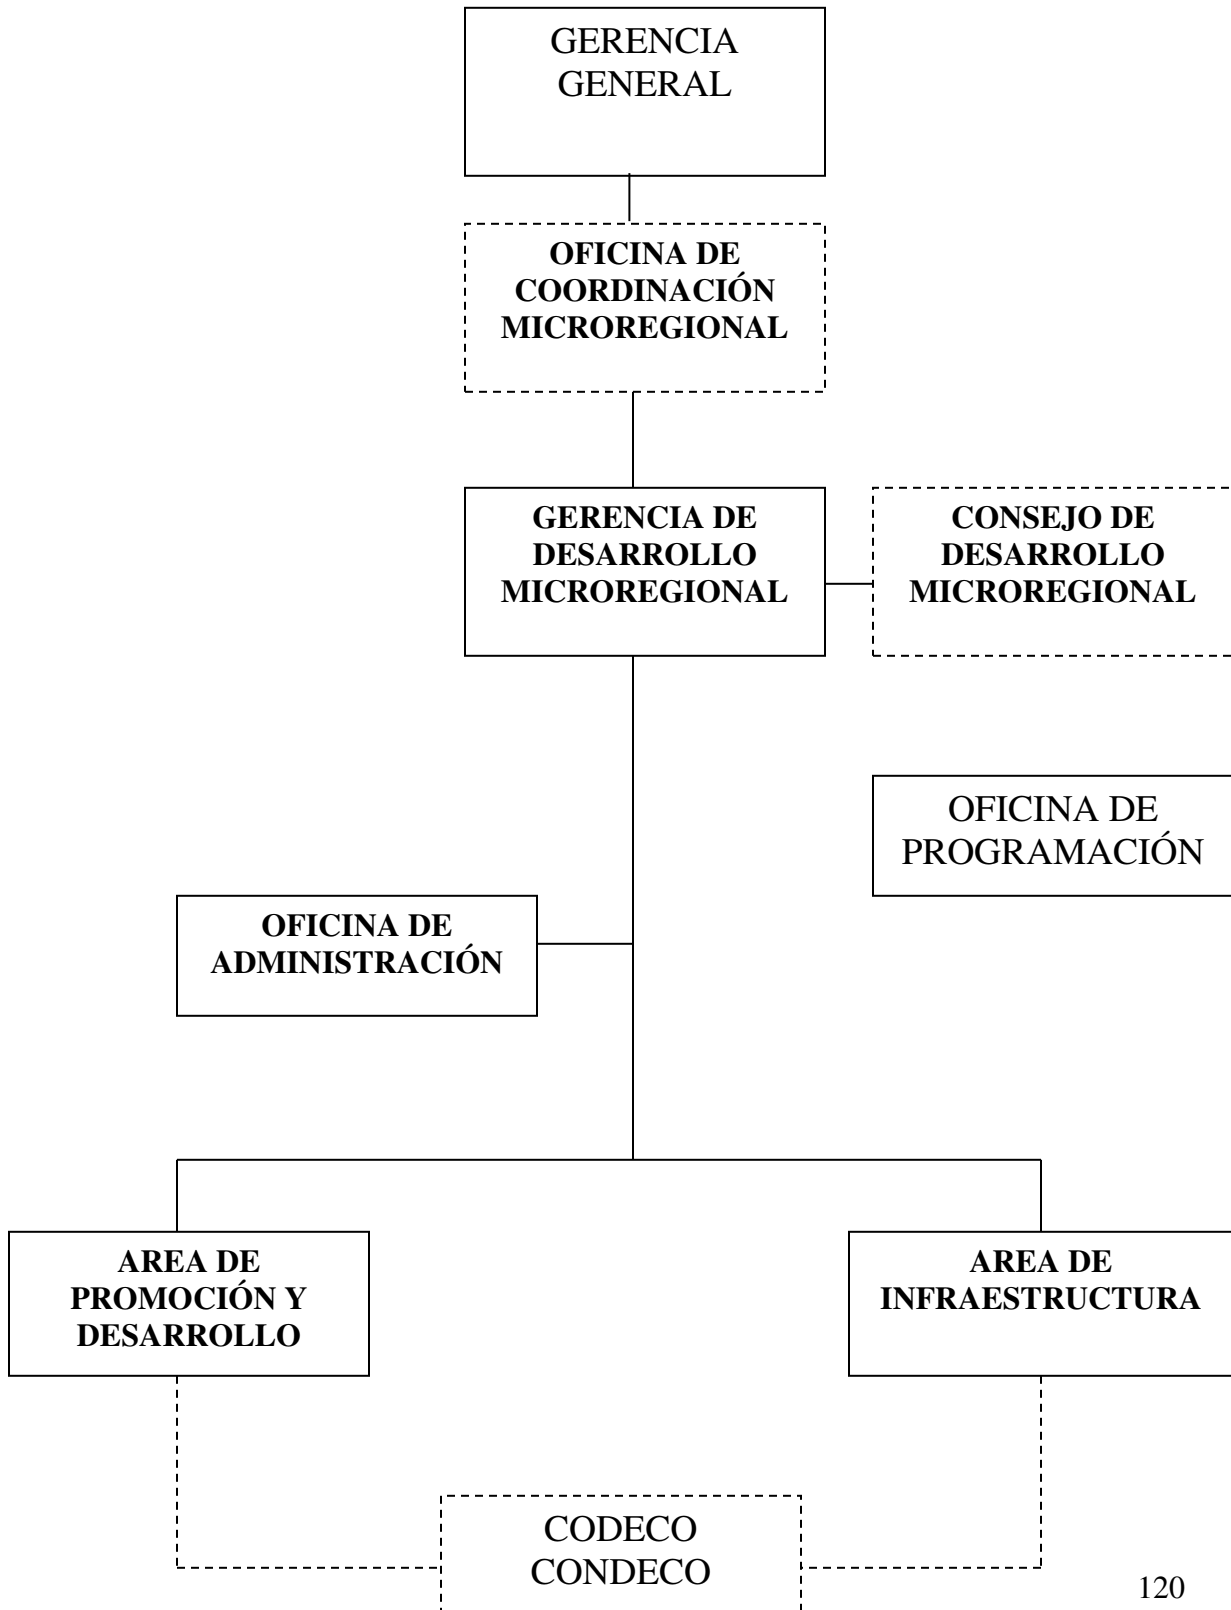 GERENCIA
GENERAL
OFICINA DE
COORDINACIÓN
MICROREGIONAL
GERENCIA DE
DESARROLLO
MICROREGIONAL
CONSEJO DE
DESARROLLO
MICROREGIONAL
OFICINA DE
PROGRAMACIÓN
OFICINA DE
ADMINISTRACIÓN
AREA DE
PROMOCIÓN Y
DESARROLLO
AREA DE
INFRAESTRUCTURA
CODECO
CONDECO
120